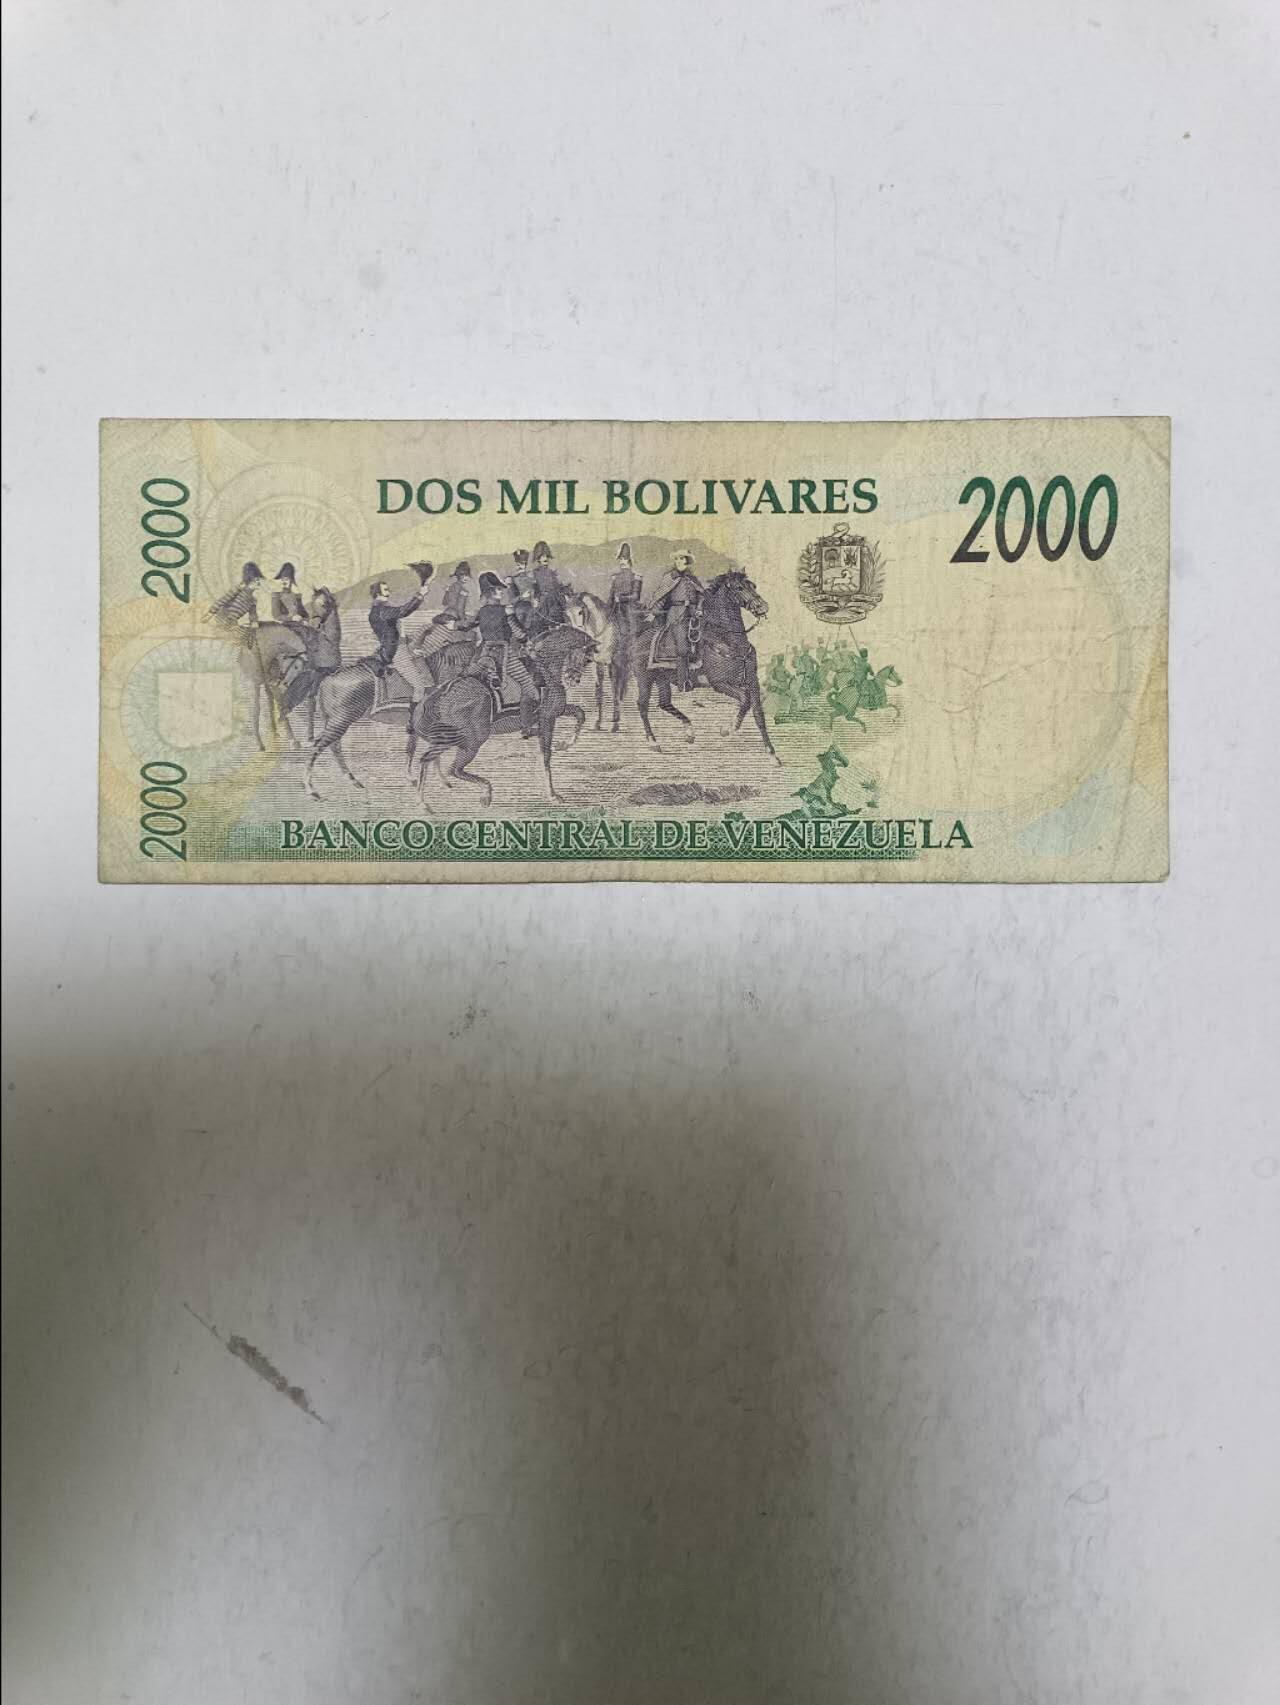 DOS MIL BOLIVARES
2000
2000
2000
BANCO CENTRAL DE VENEZUELA